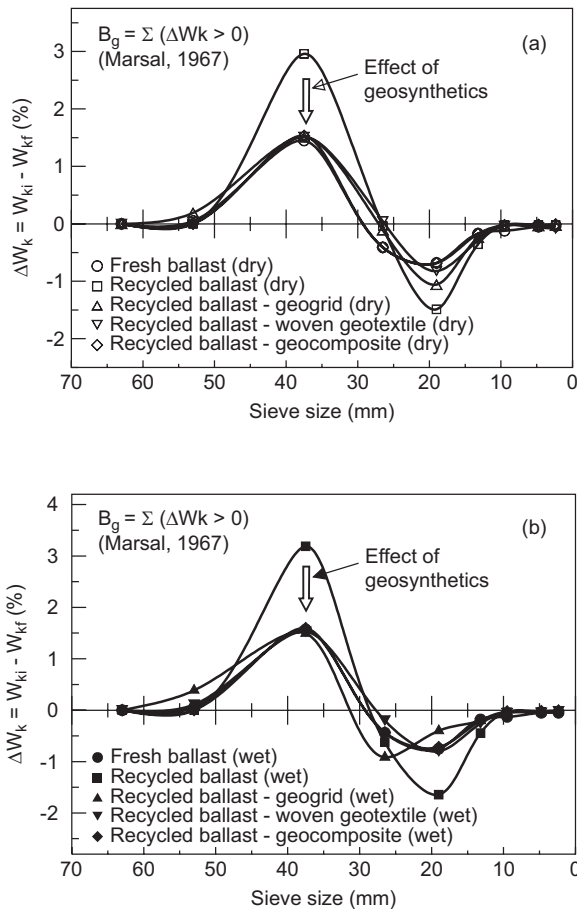 B_g = Σ (ΔWk > 0)
(Marsal, 1967)
(a)
Effect of
geosynthetics
ΔW_k = W_ki - W_kf (%)
3
2
1
0
-1
-2
Fresh ballast (dry)
Recycled ballast (dry)
Recycled ballast - geogrid (dry)
Recycled ballast - woven geotextile (dry)
Recycled ballast - geocomposite (dry)
70 60 50 40 30 20 10 0
Sieve size (mm)
B_g = Σ (ΔWk > 0)
(Marsal, 1967)
(b)
Effect of
geosynthetics
ΔW_k = W_ki - W_kf (%)
4
3
2
1
0
-1
-2
Fresh ballast (wet)
Recycled ballast (wet)
Recycled ballast - geogrid (wet)
Recycled ballast - woven geotextile (wet)
Recycled ballast - geocomposite (wet)
70 60 50 40 30 20 10 0
Sieve size (mm)